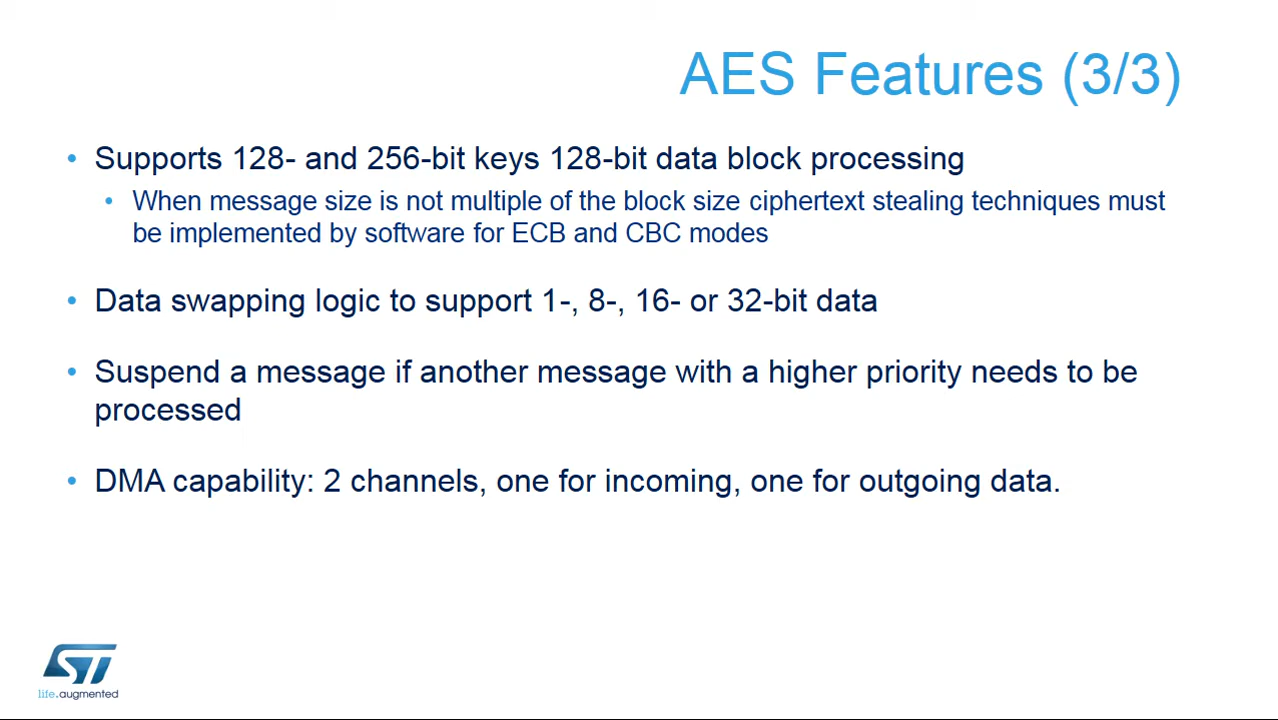 AES Features (3/3)
• Supports 128- and 256-bit keys 128-bit data block processing
• When message size is not multiple of the block size ciphertext stealing techniques must
be implemented by software for ECB and CBC modes
• Data swapping logic to support 1-, 8-, 16- or 32-bit data
• Suspend a message if another message with a higher priority needs to be
processed
• DMA capability: 2 channels, one for incoming, one for outgoing data.
ST
life.augmented